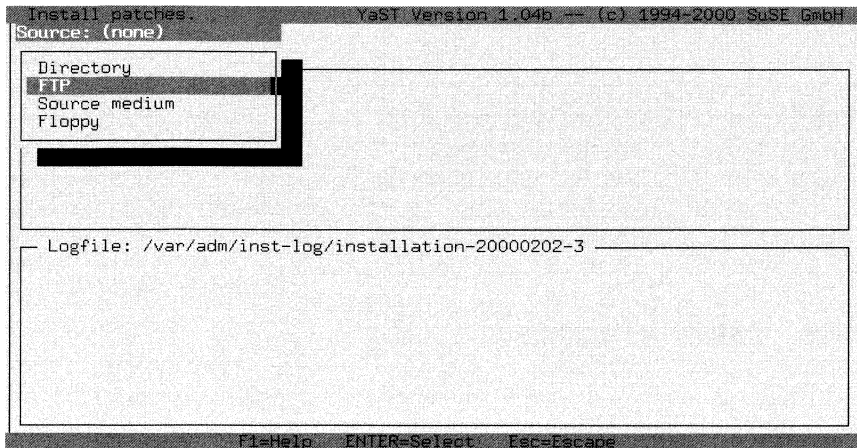 Install patches. YaST Version 1.04b -- (c) 1994-2000 SuSE GmbH
Source: (none)
Directory
FTP
Source medium
Floppy
Logfile: /var/adm/inst-log/installation-20000202-3
F1=Help ENTER=Select Esc=Escape